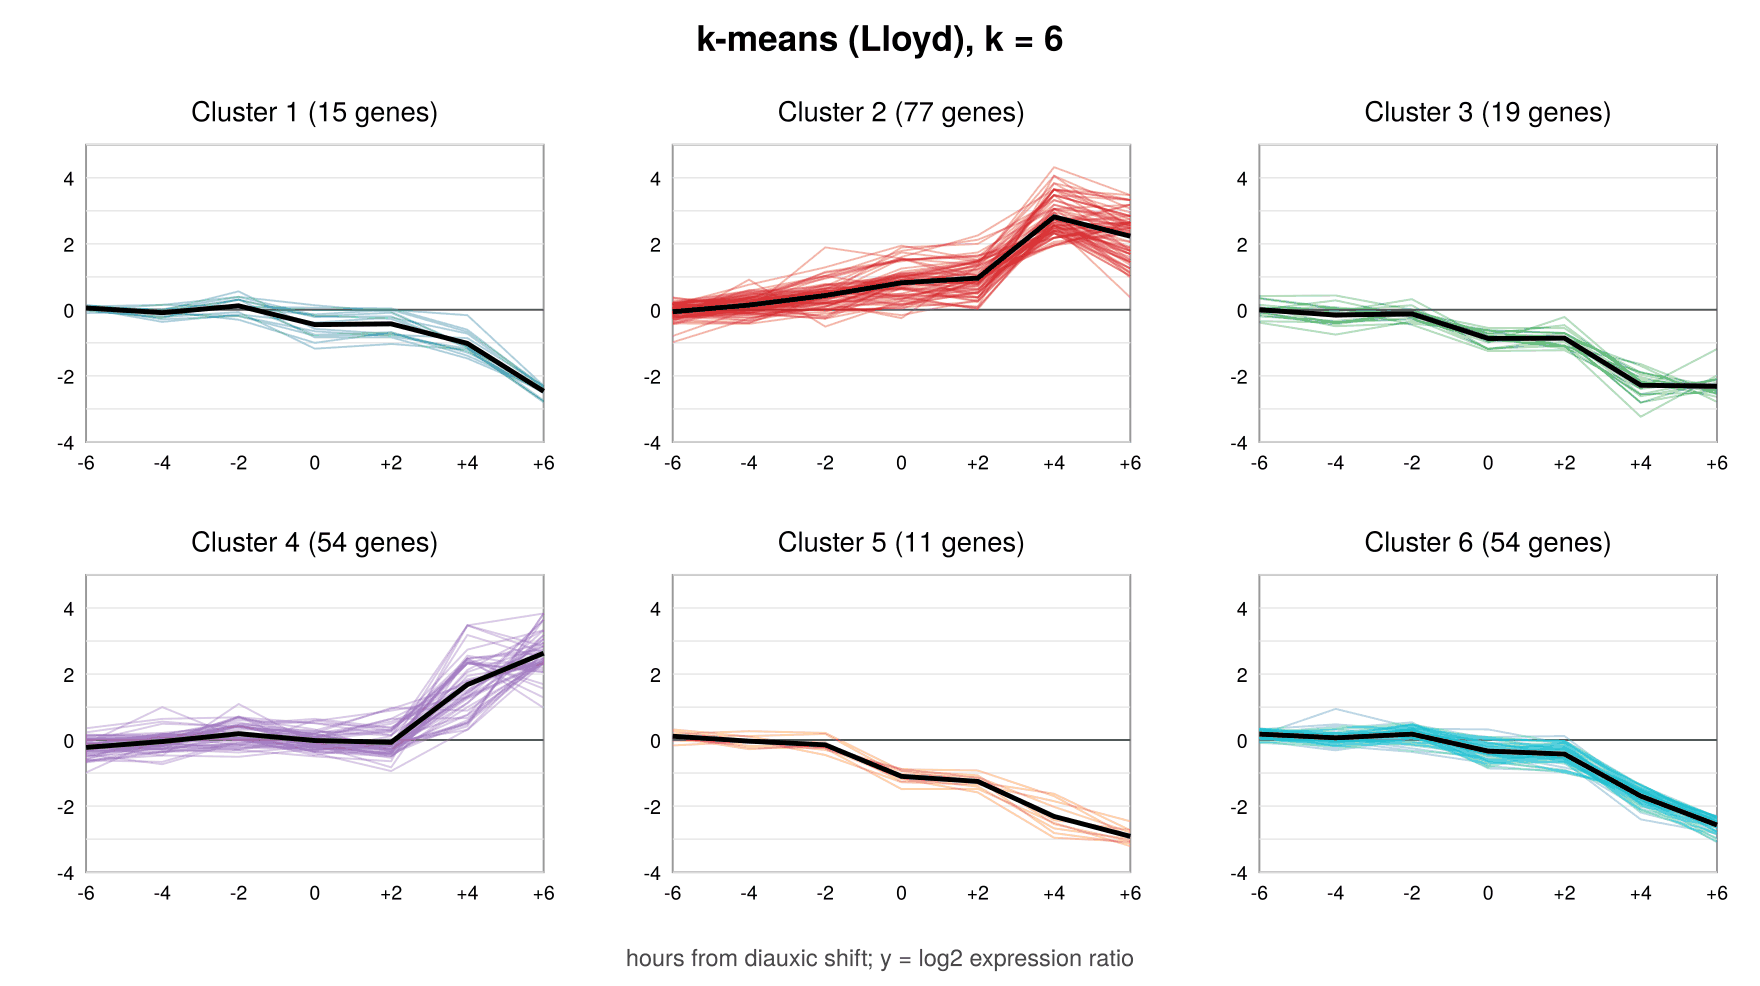 k-means (Lloyd), k = 6
Cluster 1 (15 genes)
4
2
0
-2
-4
-6 -4 -2 0 +2 +4 +6
Cluster 2 (77 genes)
4
2
0
-2
-4
-6 -4 -2 0 +2 +4 +6
Cluster 3 (19 genes)
4
2
0
-2
-4
-6 -4 -2 0 +2 +4 +6
Cluster 4 (54 genes)
4
2
0
-2
-4
-6 -4 -2 0 +2 +4 +6
Cluster 5 (11 genes)
4
2
0
-2
-4
-6 -4 -2 0 +2 +4 +6
Cluster 6 (54 genes)
4
2
0
-2
-4
-6 -4 -2 0 +2 +4 +6
hours from diauxic shift; y = log2 expression ratio